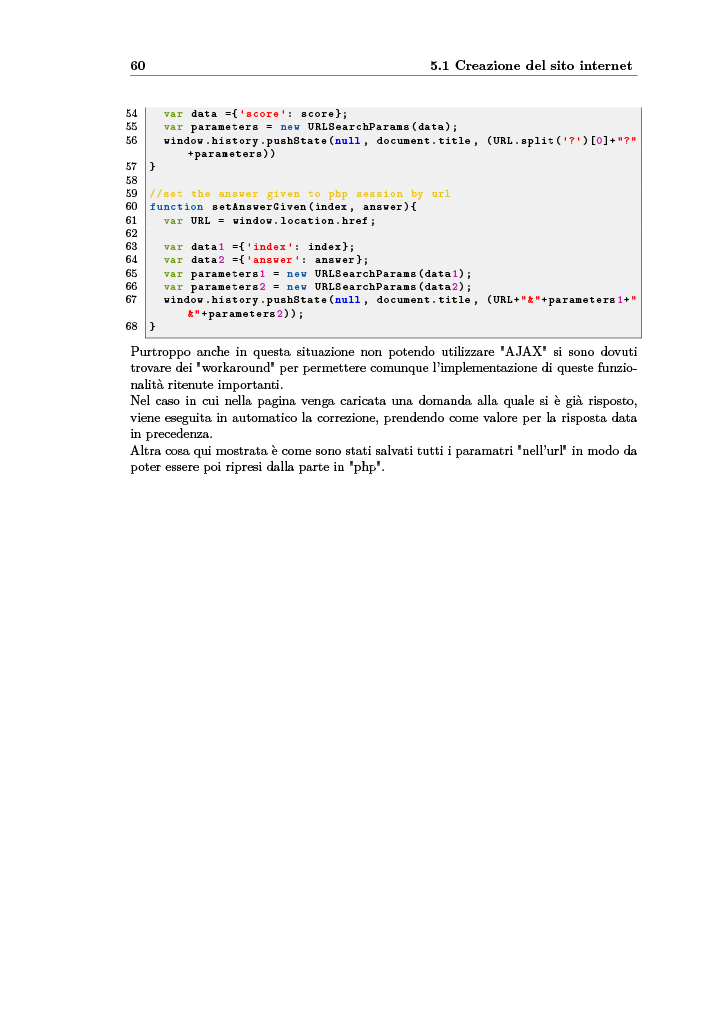 60 5.1 Creazione del sito internet
54 var data ={'score': score};
55 var parameters = new URLSearchParams(data);
56 window.history.pushState(null, document.title, (URL.split('?')[0]+"?"
+parameters))
57 }
58
59 //set the answer given to php session by url
60 function setAnswerGiven(index, answer){
61 var URL = window.location.href;
62
63 var data1 ={'index': index};
64 var data2 ={'answer': answer};
65 var parameters1 = new URLSearchParams(data1);
66 var parameters2 = new URLSearchParams(data2);
67 window.history.pushState(null, document.title, (URL+"&"+parameters1+"
&"+parameters2));
68 }
Purtroppo anche in questa situazione non potendo utilizzare "AJAX" si sono dovuti
trovare dei "workaround" per permettere comunque l'implementazione di queste funzio-
nalità ritenute importanti.
Nel caso in cui nella pagina venga caricata una domanda alla quale si è già risposto,
viene eseguita in automatico la correzione, prendendo come valore per la risposta data
in precedenza.
Altra cosa qui mostrata è come sono stati salvati tutti i paramatri "nell'url" in modo da
poter essere poi ripresi dalla parte in "php".